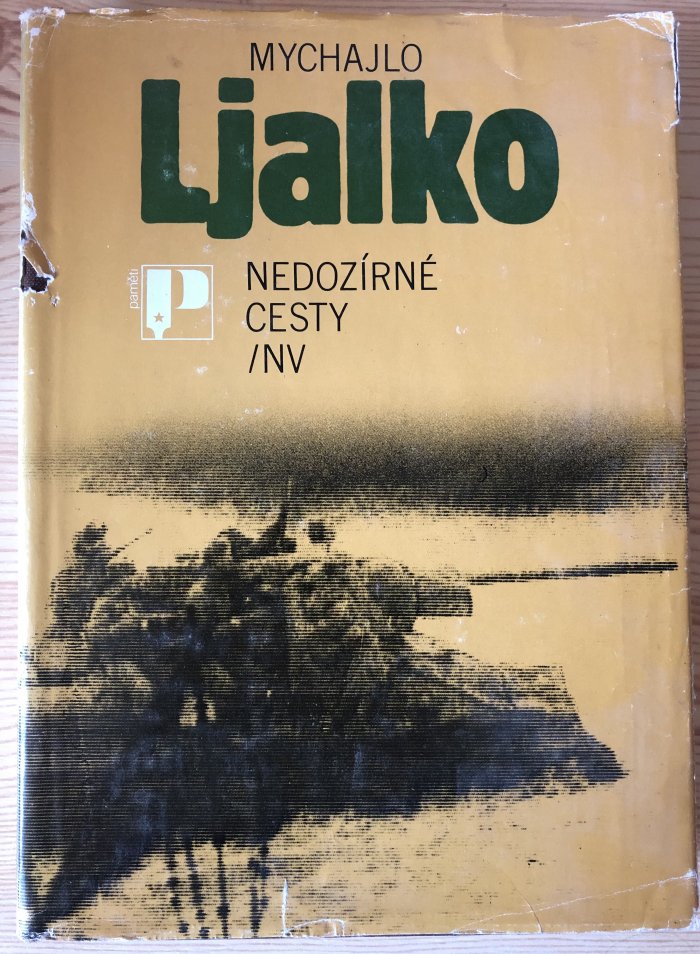 MYCHAJLO
Ljalko
paměti
P
NEDOZÍRNÉ
CESTY
/NV